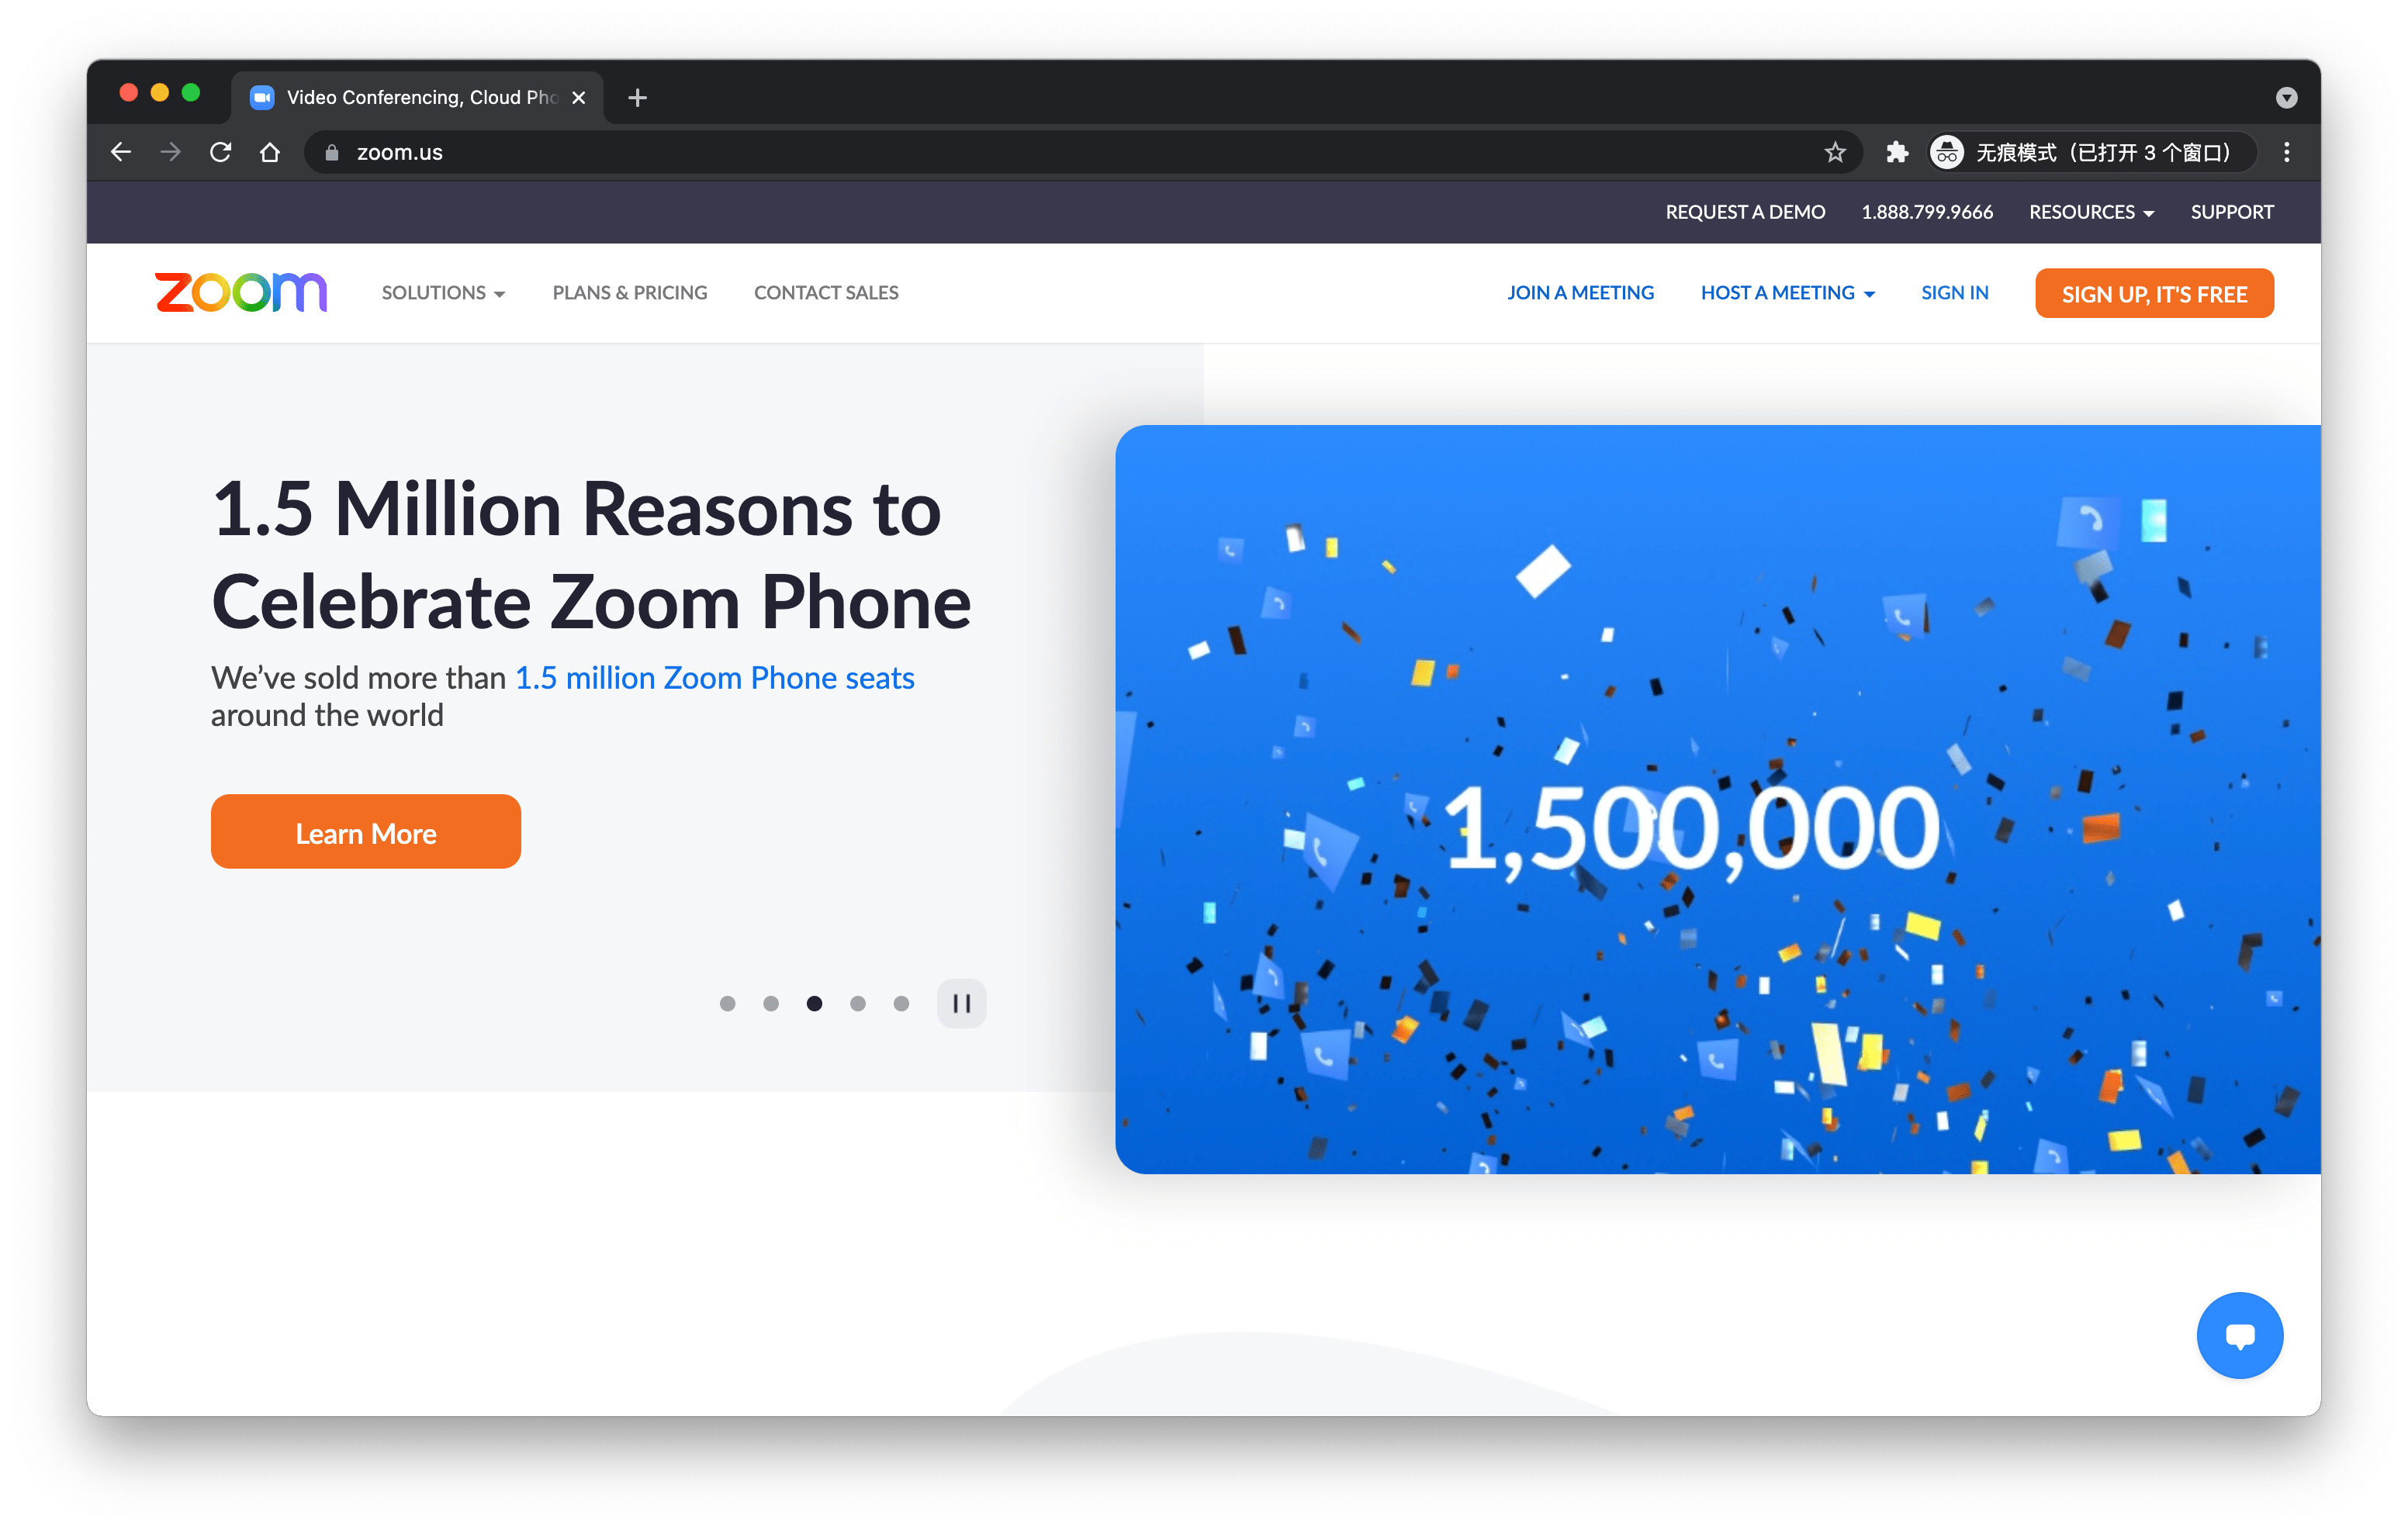 Video Conferencing, Cloud Pho
zoom.us
无痕模式（已打开 3 个窗口）
REQUEST A DEMO 1.888.799.9666 RESOURCES SUPPORT
zoom SOLUTIONS PLANS & PRICING CONTACT SALES JOIN A MEETING HOST A MEETING SIGN IN SIGN UP, IT'S FREE
1.5 Million Reasons to
Celebrate Zoom Phone
We’ve sold more than 1.5 million Zoom Phone seats
around the world
Learn More
1,500,000